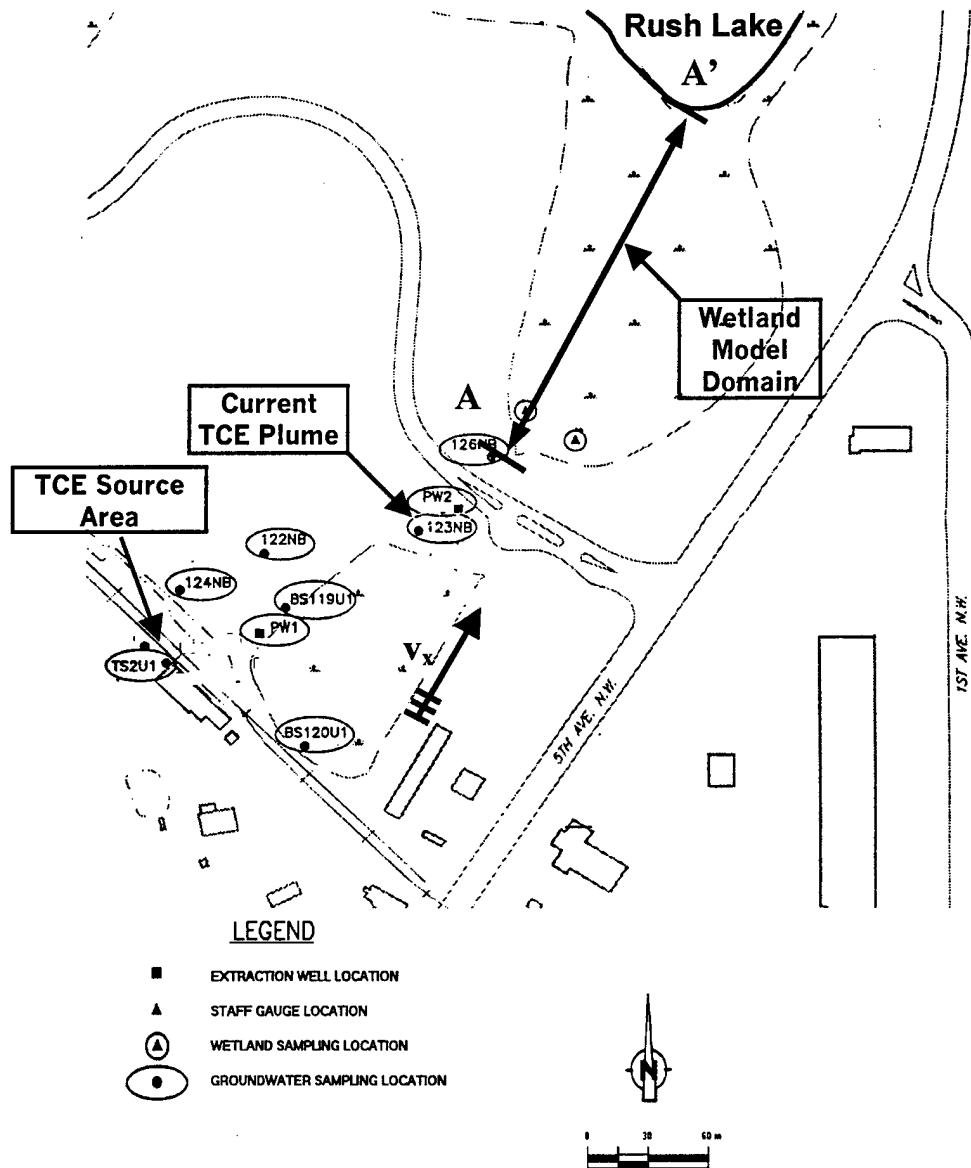 Rush Lake
A'
Wetland
Model
Domain
A
Current
TCE Plume
126NB
TCE Source
Area
PW2
123NB
122NB
124NB
BS119U1
PW1
TS2U1
v_x
BS120U1
5TH AVE. N.W.
1ST AVE. N.W.
LEGEND
EXTRACTION WELL LOCATION
STAFF GAUGE LOCATION
WETLAND SAMPLING LOCATION
GROUNDWATER SAMPLING LOCATION
N
0 30 60 m